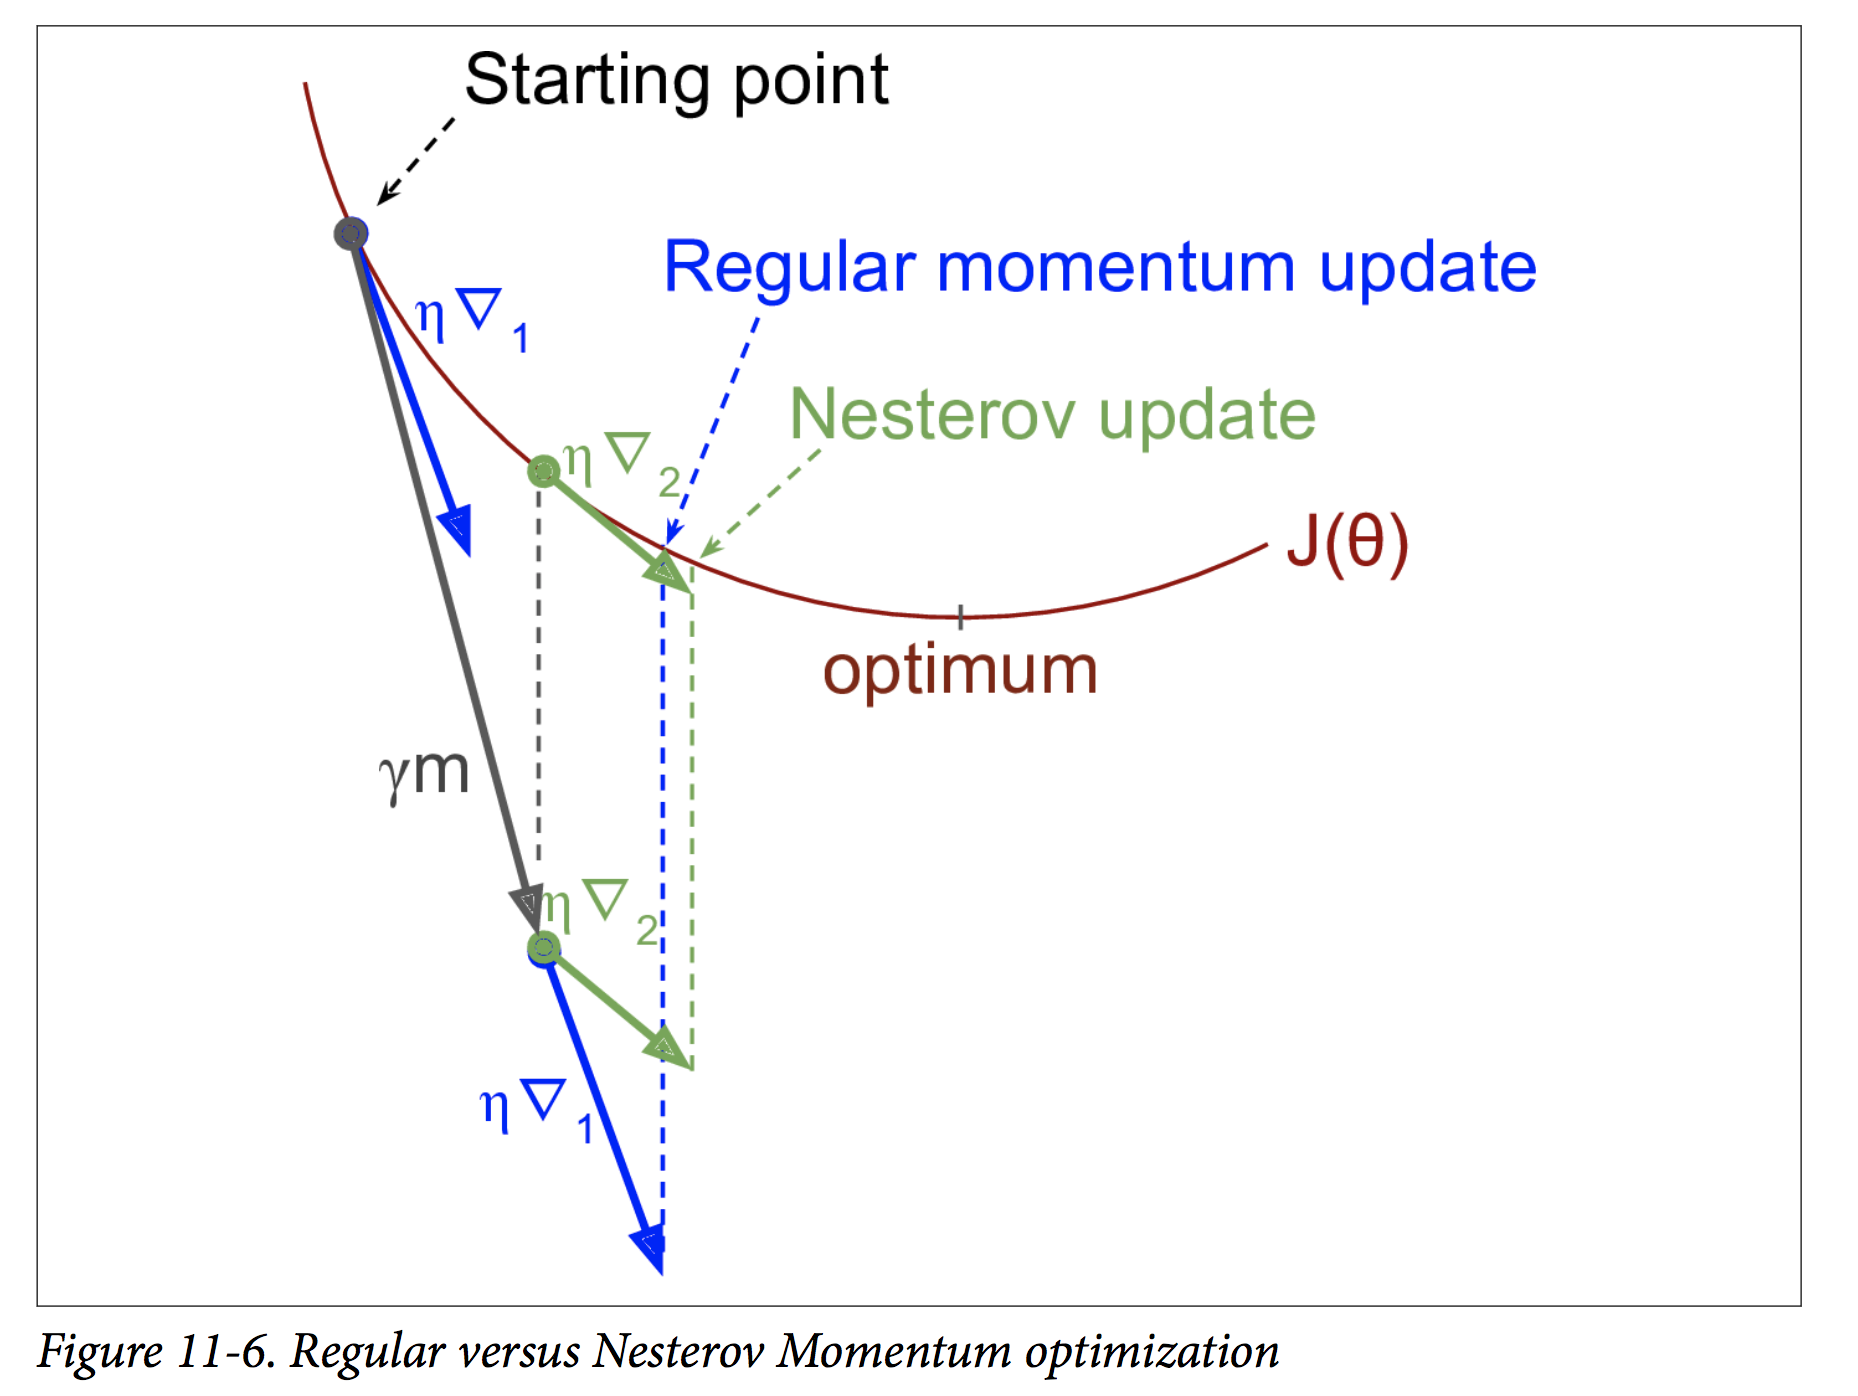 Starting point
η∇1
Regular momentum update
Nesterov update
η∇2
J(θ)
optimum
γm
η∇2
η∇1
Figure 11-6. Regular versus Nesterov Momentum optimization